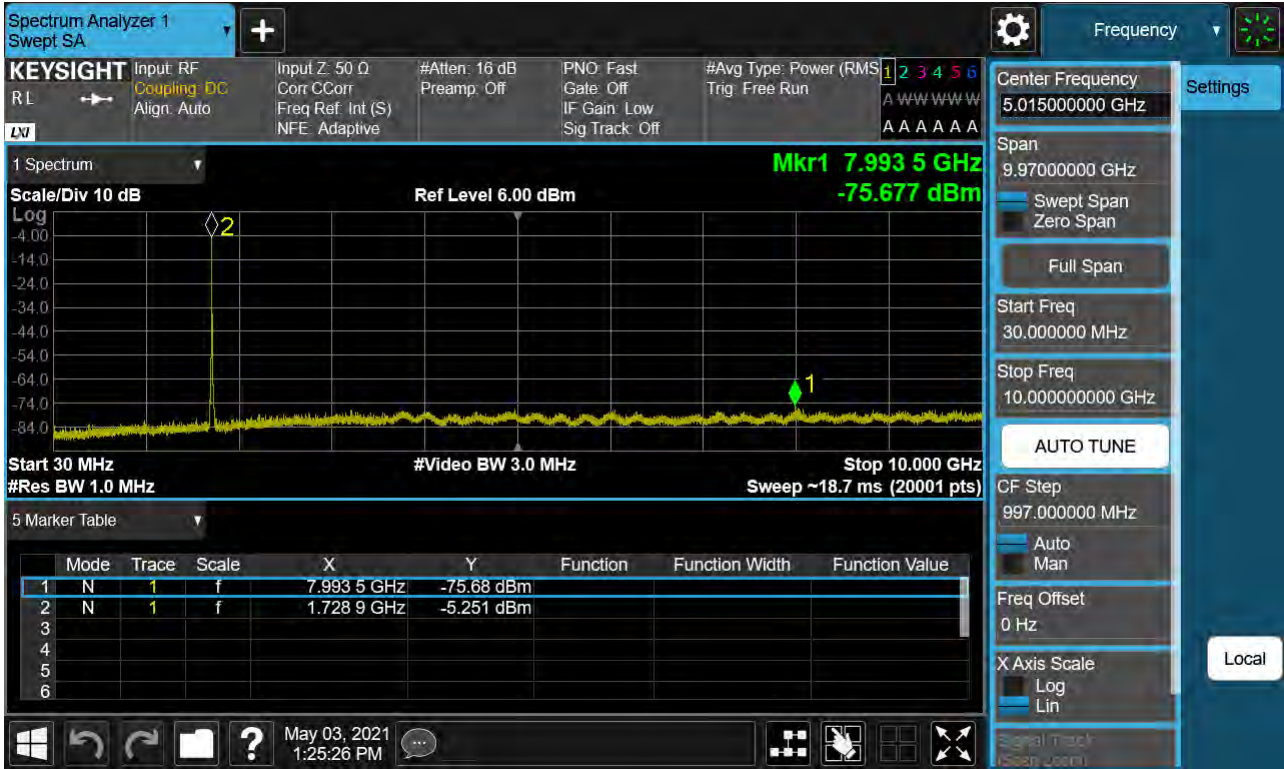 Spectrum Analyzer 1
Swept SA
+
Frequency
KEYSIGHT
RL
LXI
Input: RF
Coupling: DC
Align: Auto
Input Z: 50 Ω
Corr CCorr
Freq Ref: Int (S)
NFE: Adaptive
#Atten: 16 dB
Preamp: Off
PNO: Fast
Gate: Off
IF Gain: Low
Sig Track: Off
#Avg Type: Power (RMS
Trig: Free Run
1 2 3 4 5 6
A W W W W W
A A A A A A
Center Frequency
5.015000000 GHz
Settings
1 Spectrum
Mkr1 7.993 5 GHz
Scale/Div 10 dB
Ref Level 6.00 dBm
-75.677 dBm
Log
2
-4.00
-14.0
-24.0
-34.0
-44.0
-54.0
-64.0
1
-74.0
-84.0
Start 30 MHz
#Video BW 3.0 MHz
Stop 10.000 GHz
#Res BW 1.0 MHz
Sweep ~18.7 ms (20001 pts)
Span
9.97000000 GHz
Swept Span
Zero Span
Full Span
Start Freq
30.000000 MHz
Stop Freq
10.000000000 GHz
AUTO TUNE
CF Step
997.000000 MHz
Auto
Man
Freq Offset
0 Hz
X Axis Scale
Log
Lin
Signal Track
(Span Zoom)
Local
5 Marker Table
Mode Trace Scale X Y Function Function Width Function Value
1 N 1 f 7.993 5 GHz -75.68 dBm
2 N 1 f 1.728 9 GHz -5.251 dBm
3
4
5
6
?
May 03, 2021
1:25:26 PM